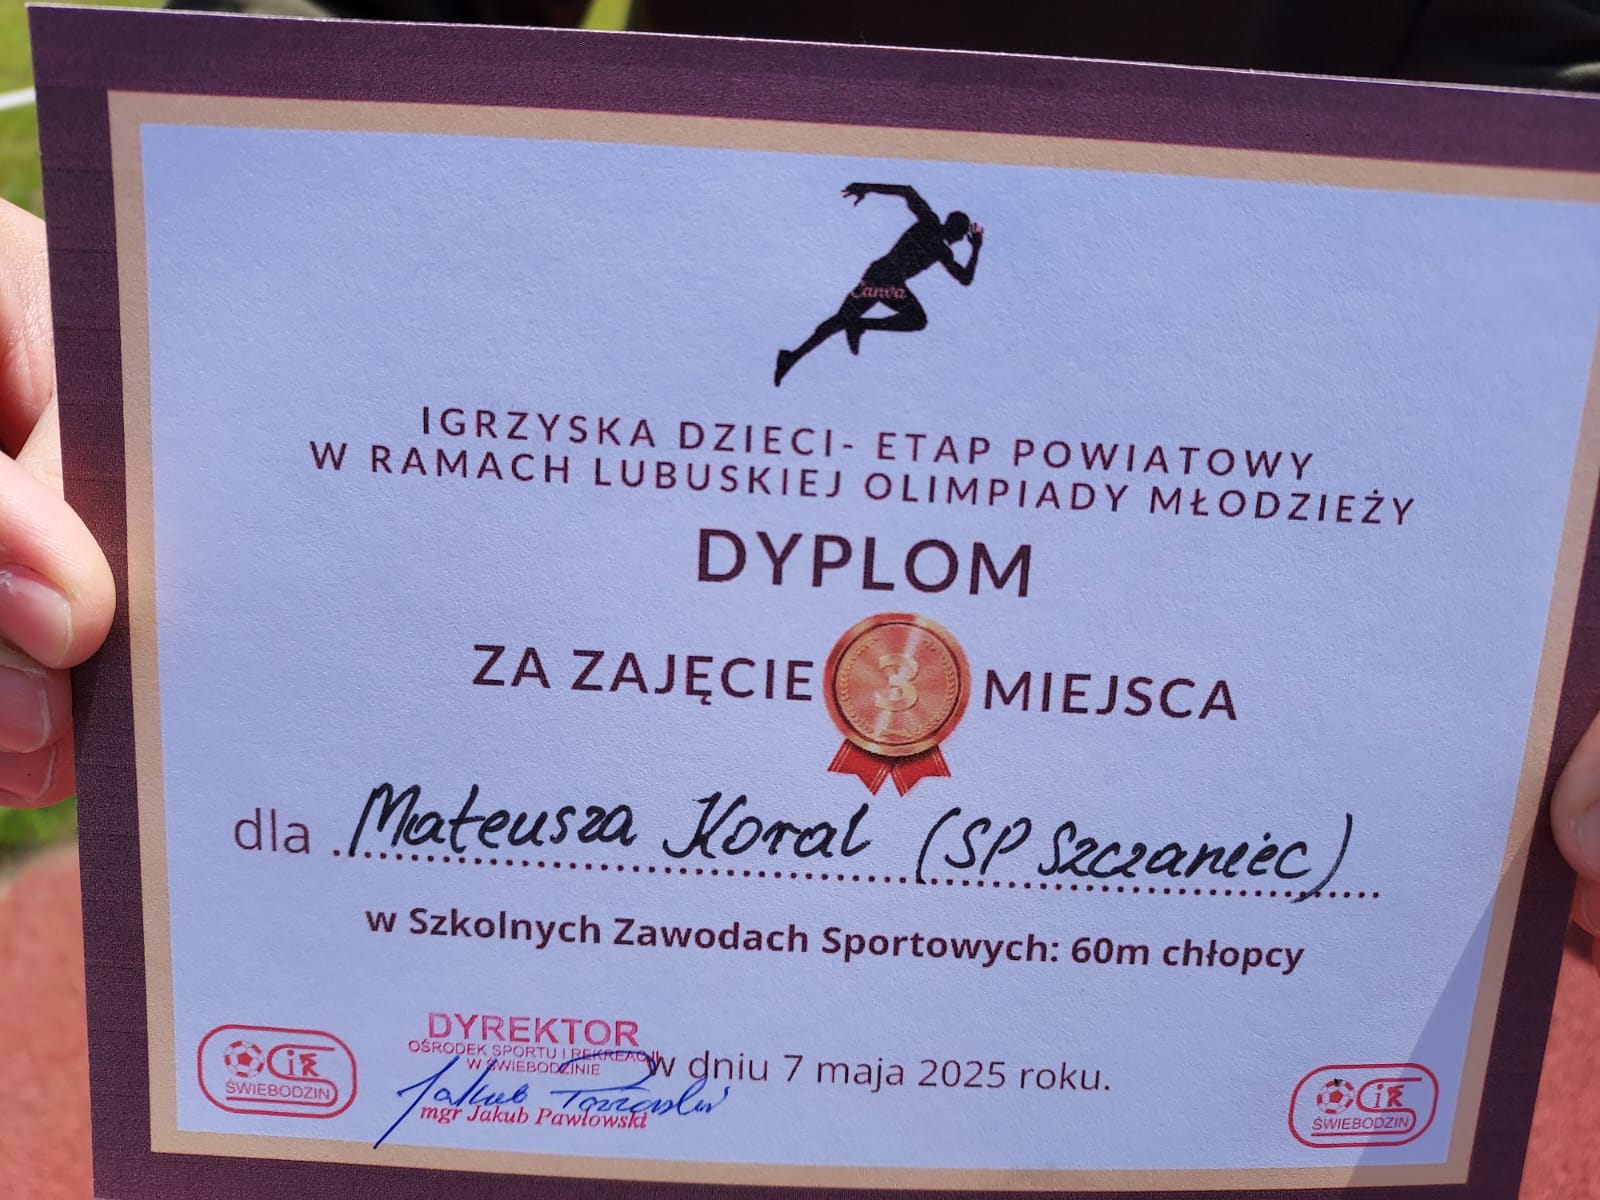 Canva
IGRZYSKA DZIECI- ETAP POWIATOWY
W RAMACH LUBUSKIEJ OLIMPIADY MŁODZIEŻY
DYPLOM
ZA ZAJĘCIE 3 MIEJSCA
dla Mateusza Koral (SP Szczaniec)
w Szkolnych Zawodach Sportowych: 60m chłopcy
DYREKTOR
OŚRODEK SPORTU I REKREACJI
W ŚWIEBODZINIE
mgr Jakub Pawłowski
w dniu 7 maja 2025 roku.
OSiR
ŚWIEBODZIN
OSiR
ŚWIEBODZIN